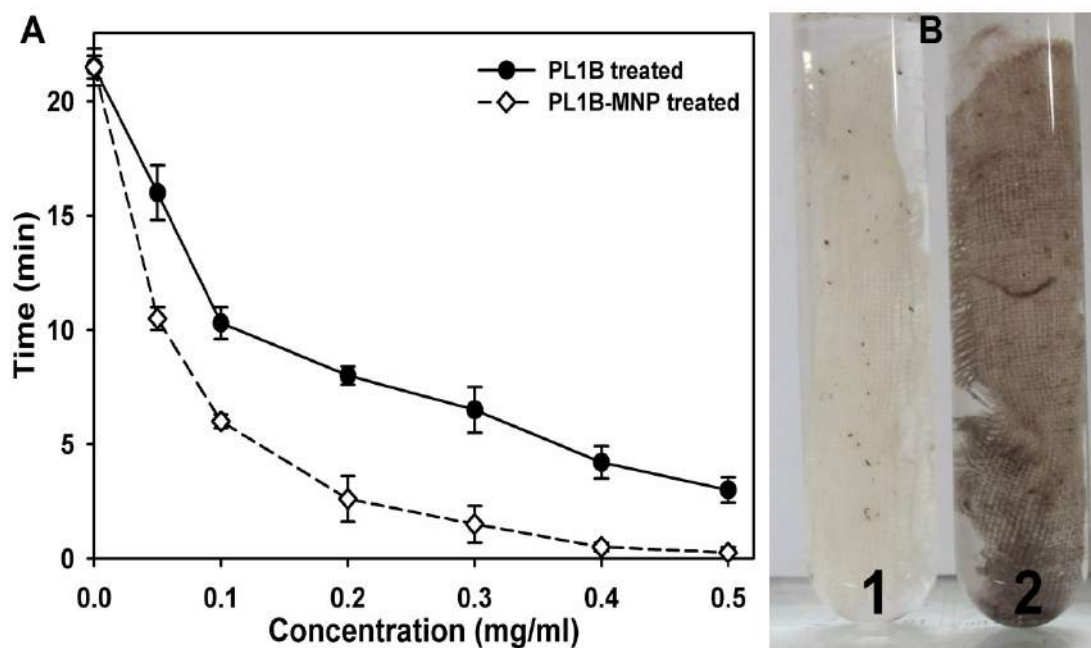 A
B
PL1B treated
PL1B-MNP treated
Time (min)
20
15
10
5
0
0.0 0.1 0.2 0.3 0.4 0.5
Concentration (mg/ml)
1
2